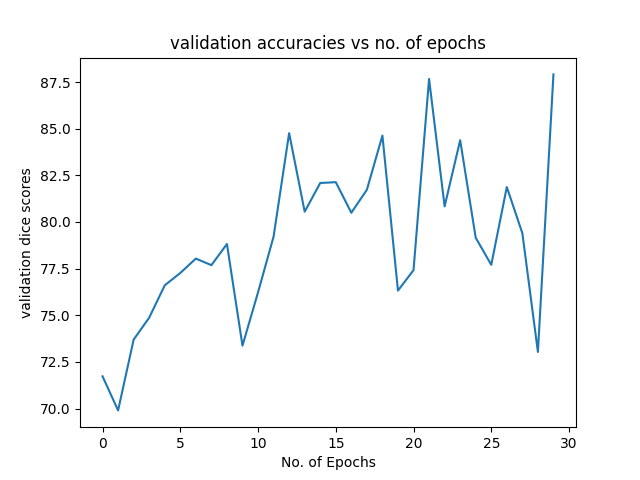 validation accuracies vs no. of epochs
87.5
85.0
82.5
80.0
77.5
75.0
72.5
70.0
validation dice scores
0 5 10 15 20 25 30
No. of Epochs